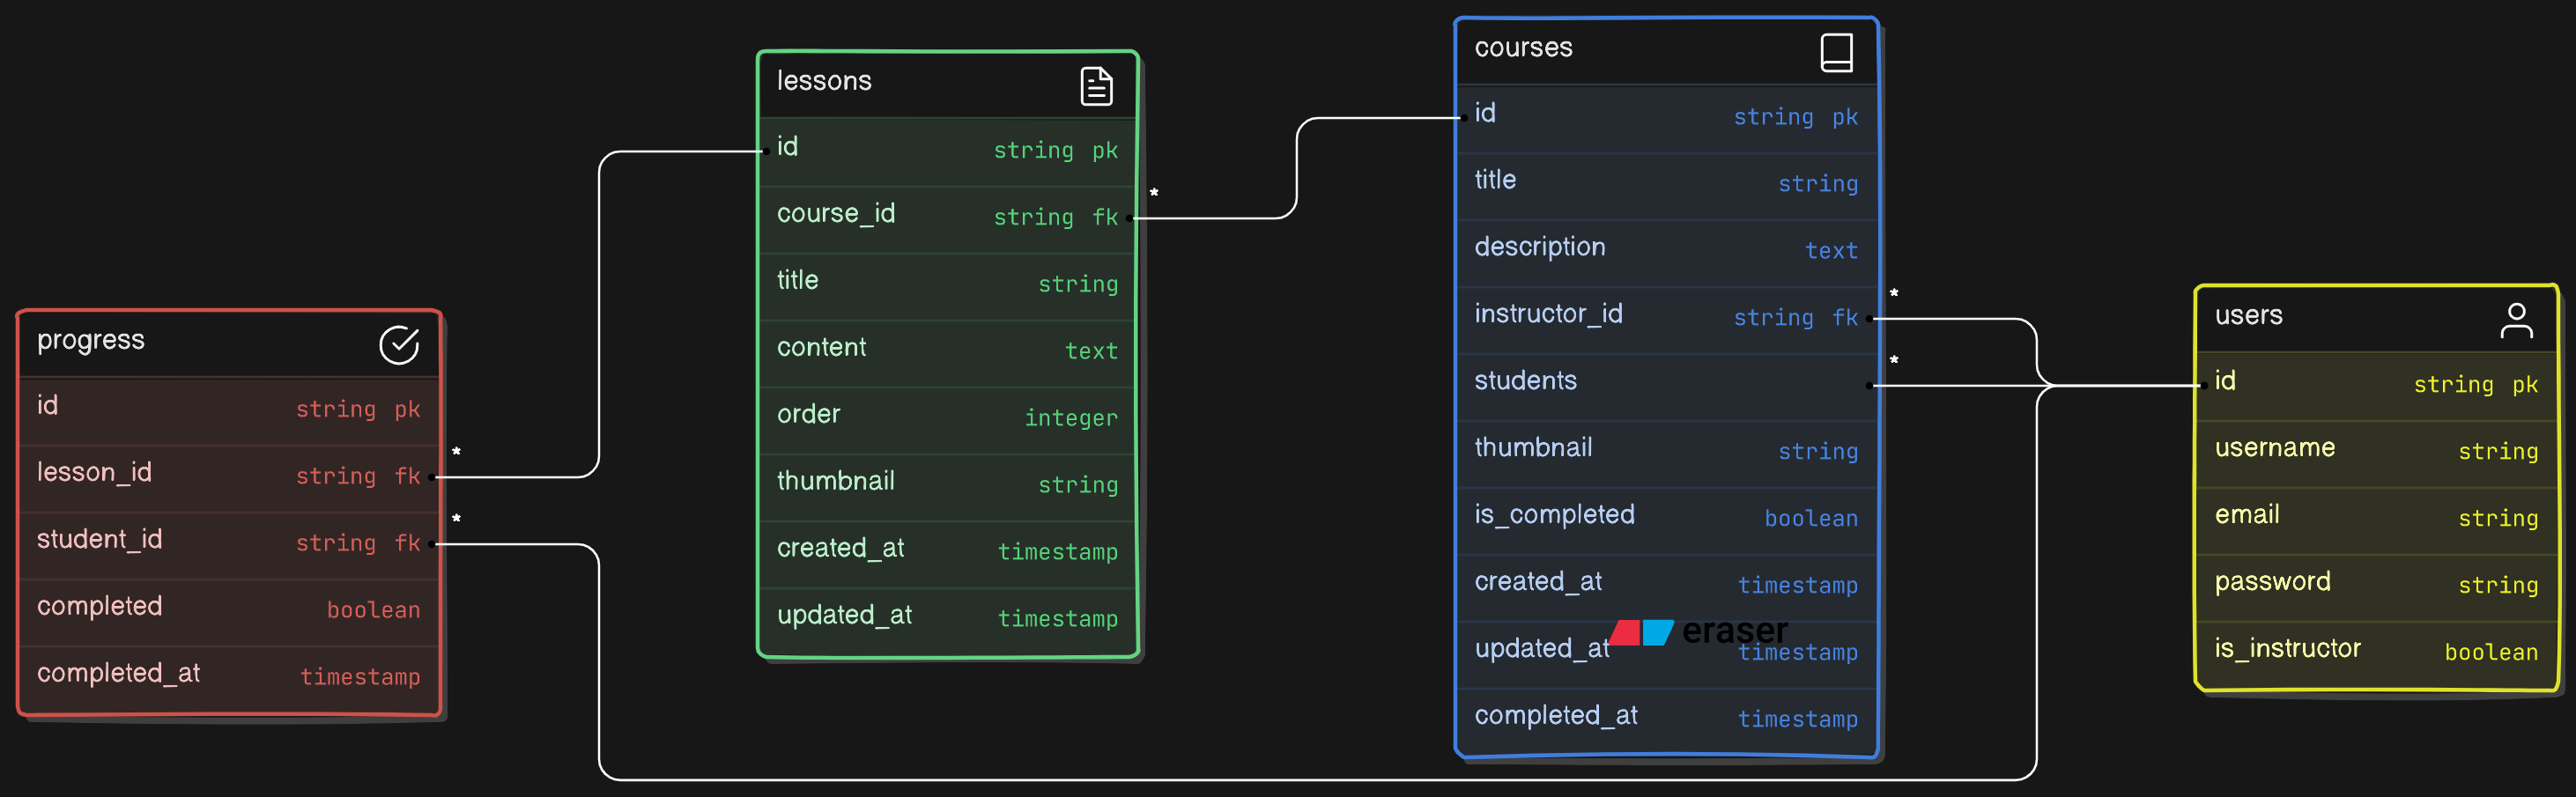 progress
id string pk
lesson_id string fk
*
student_id string fk
*
completed boolean
completed_at timestamp
lessons
id string pk
course_id string fk
*
title string
content text
order integer
thumbnail string
created_at timestamp
updated_at timestamp
courses
id string pk
title string
description text
instructor_id string fk
*
students
*
thumbnail string
is_completed boolean
created_at timestamp
updated_at timestamp
eraser
completed_at timestamp
users
id string pk
username string
email string
password string
is_instructor boolean